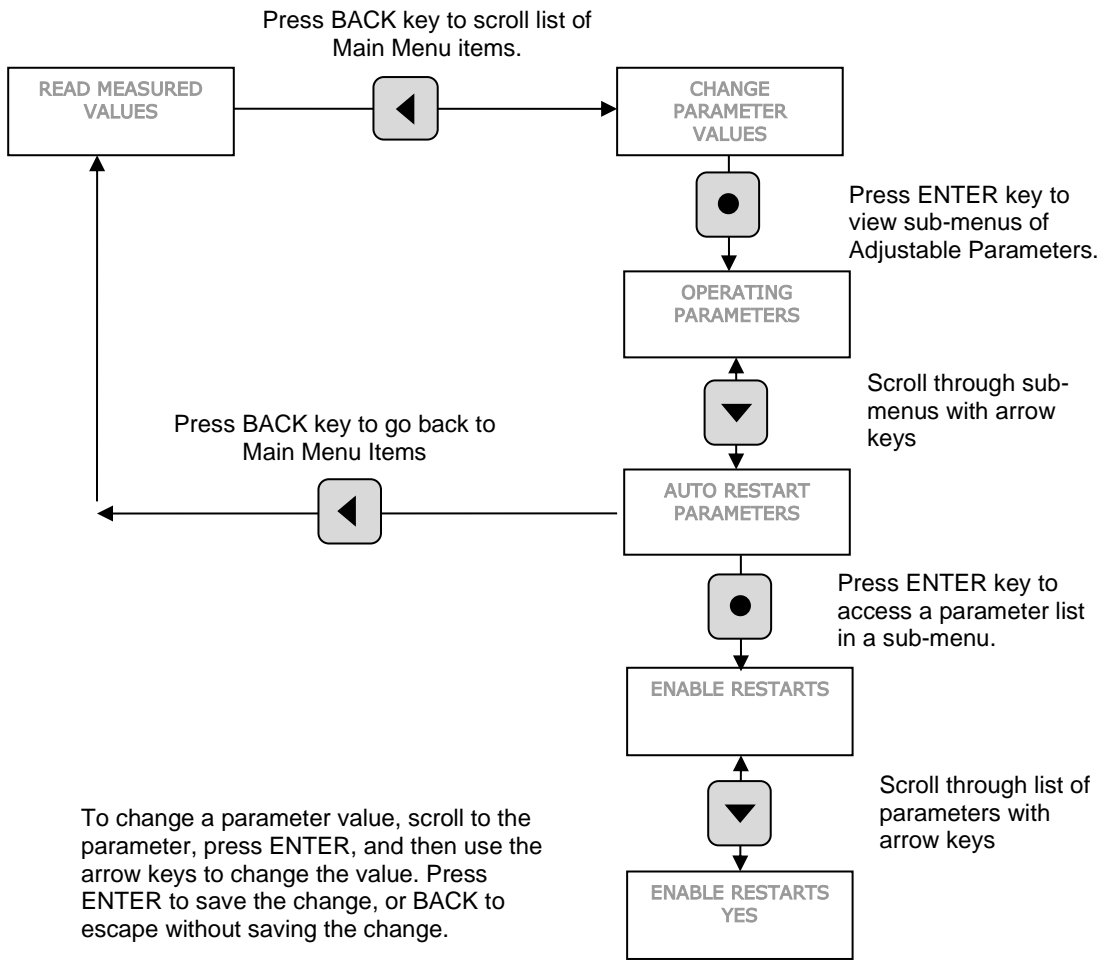 Press BACK key to scroll list of
Main Menu items.
READ MEASURED
VALUES
CHANGE
PARAMETER
VALUES
Press ENTER key to
view sub-menus of
Adjustable Parameters.
OPERATING
PARAMETERS
Scroll through sub-
menus with arrow
keys
Press BACK key to go back to
Main Menu Items
AUTO RESTART
PARAMETERS
Press ENTER key to
access a parameter list
in a sub-menu.
ENABLE RESTARTS
Scroll through list of
parameters with
arrow keys
To change a parameter value, scroll to the
parameter, press ENTER, and then use the
arrow keys to change the value. Press
ENTER to save the change, or BACK to
escape without saving the change.
ENABLE RESTARTS
YES